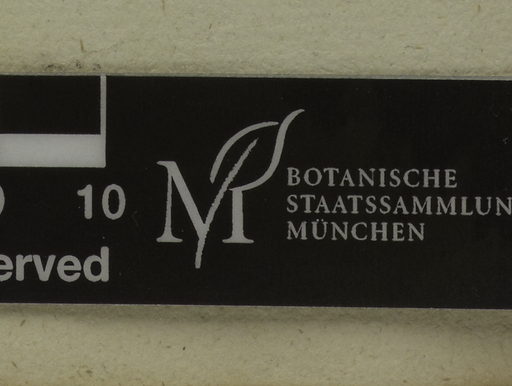 10
BOTANISCHE
STAATSSAMMLUN
MÜNCHEN
erved